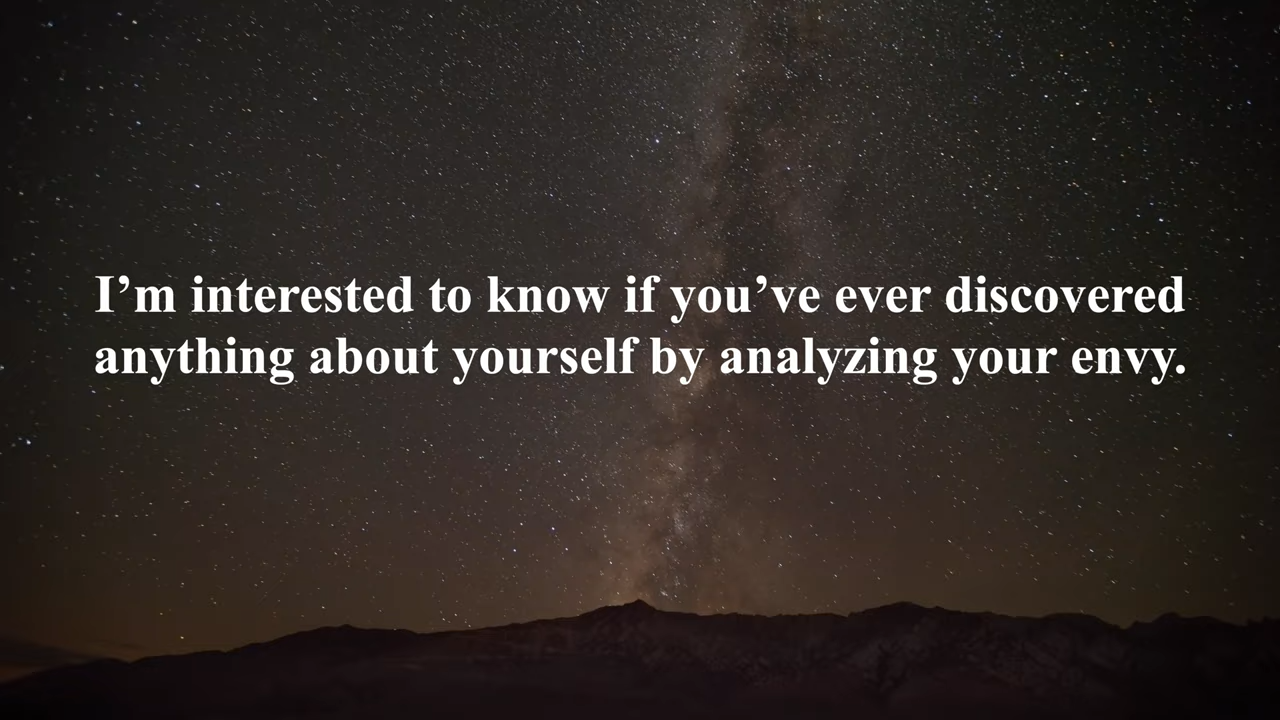 I’m interested to know if you’ve ever discovered
anything about yourself by analyzing your envy.